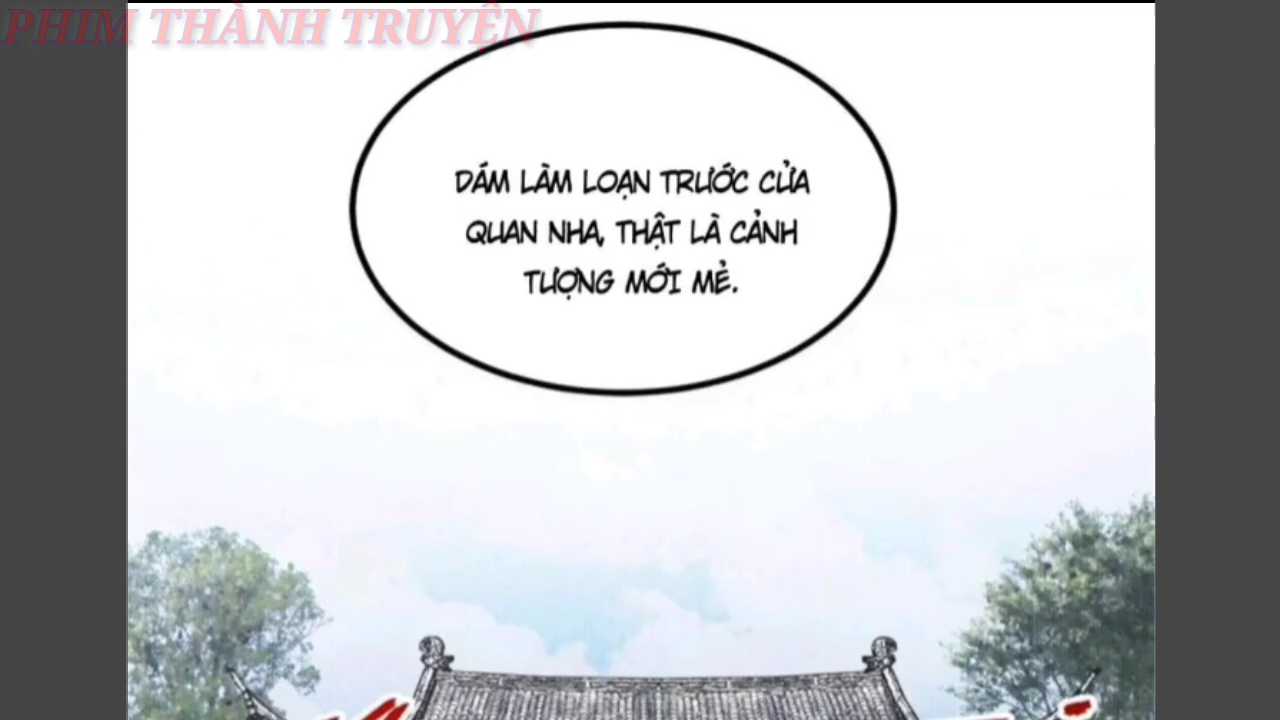 PHIM THÀNH TRUYỆN
DÁM LÀM LOẠN TRƯỚC CỬA
QUAN NHA, THẬT LÀ CẢNH
TƯỢNG MỚI MẺ.